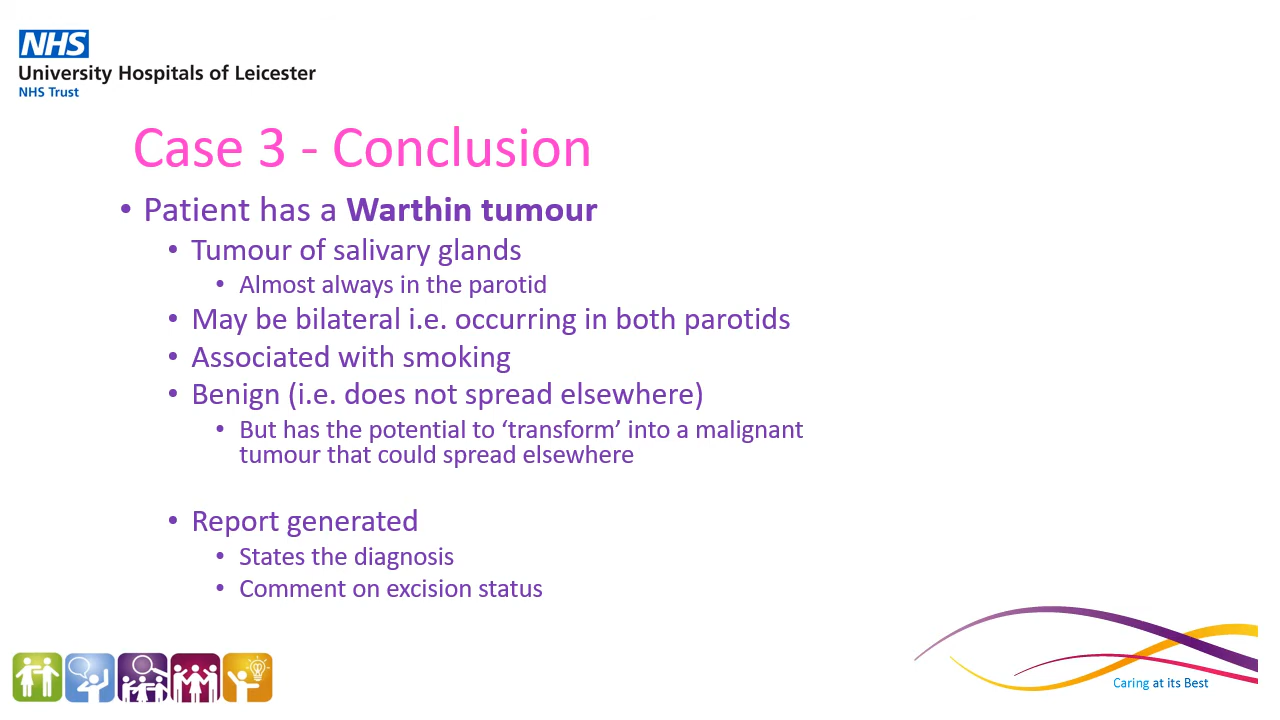 NHS
University Hospitals of Leicester
NHS Trust
Case 3 - Conclusion
• Patient has a Warthin tumour
• Tumour of salivary glands
• Almost always in the parotid
• May be bilateral i.e. occurring in both parotids
• Associated with smoking
• Benign (i.e. does not spread elsewhere)
• But has the potential to ‘transform’ into a malignant
tumour that could spread elsewhere
• Report generated
• States the diagnosis
• Comment on excision status
Caring at its Best